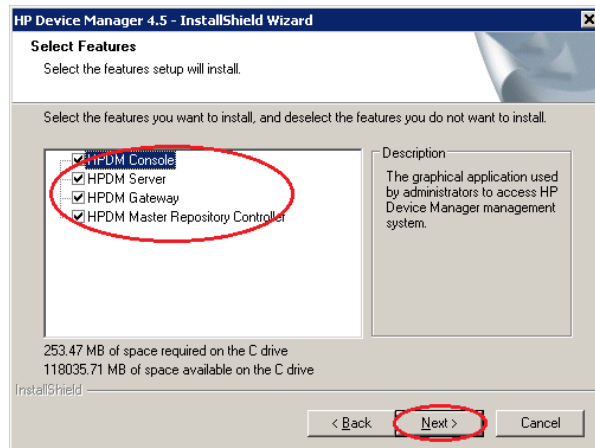 HP Device Manager 4.5 - InstallShield Wizard
Select Features
Select the features setup will install.
Select the features you want to install, and deselect the features you do not want to install.
HPDM Console
HPDM Server
HPDM Gateway
HPDM Master Repository Controller
Description
The graphical application used
by administrators to access HP
Device Manager management
system.
253.47 MB of space required on the C drive
118035.71 MB of space available on the C drive
InstallShield
< Back
Next >
Cancel